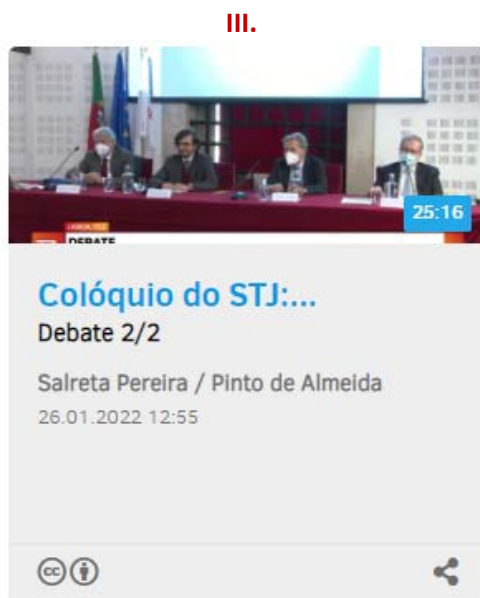 III.
25:16
DEBATE
Colóquio do STJ:...
Debate 2/2
Salreta Pereira / Pinto de Almeida
26.01.2022 12:55
cc